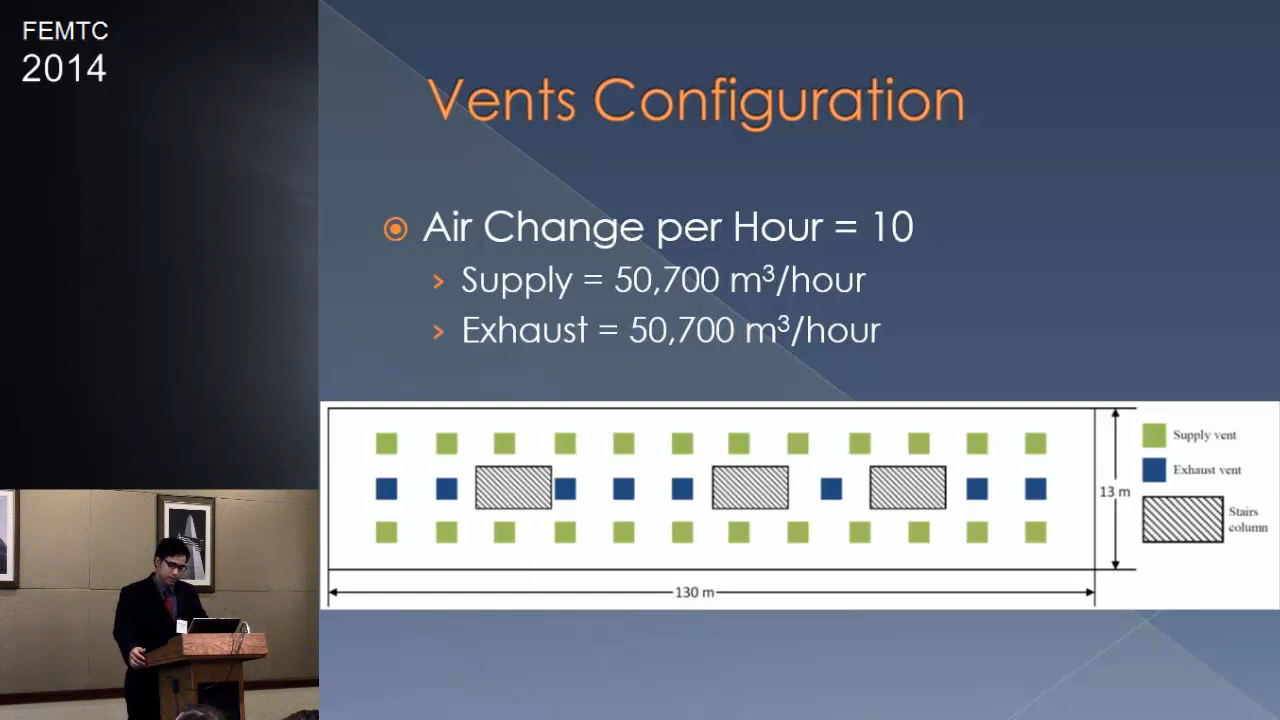 FEMTC
2014
Vents Configuration
Air Change per Hour = 10
Supply = 50,700 m³/hour
Exhaust = 50,700 m³/hour
Supply vent
Exhaust vent
13 m
Stairs
column
130 m